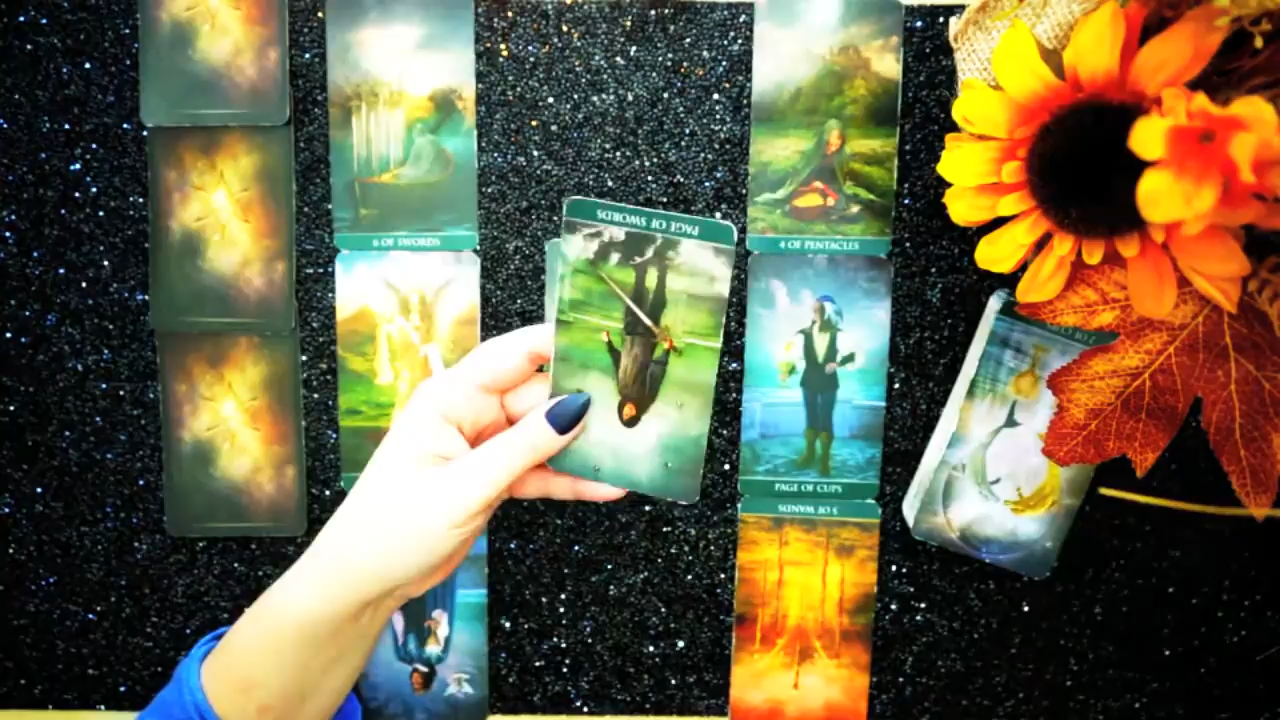 6 OF SWORDS
4 OF PENTACLES
PAGE OF SWORDS
PAGE OF CUPS
5 OF WANDS